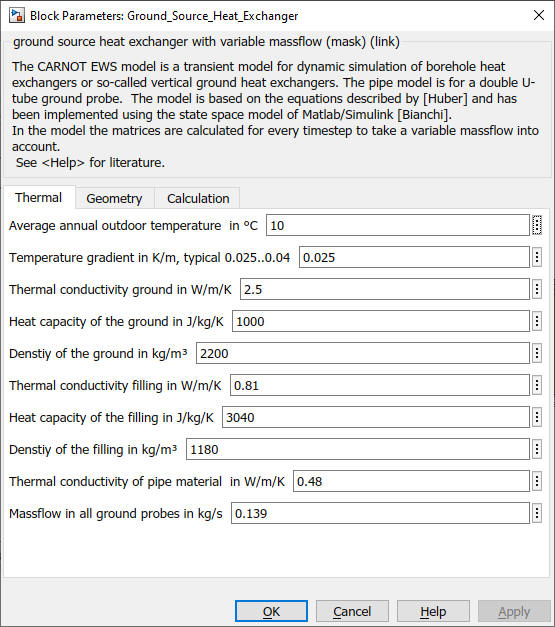 Block Parameters: Ground_Source_Heat_Exchanger
ground source heat exchanger with variable massflow (mask) (link)
The CARNOT EWS model is a transient model for dynamic simulation of borehole heat
exchangers or so-called vertical ground heat exchangers. The pipe model is for a double U-
tube ground probe. The model is based on the equations described by [Huber] and has
been implemented using the state space model of Matlab/Simulink [Bianchi].
In the model the matrices are calculated for every timestep to take a variable massflow into
account.
See <Help> for literature.
Thermal Geometry Calculation
Average annual outdoor temperature in ºC 10
Temperature gradient in K/m, typical 0.025..0.04 0.025
Thermal conductivity ground in W/m/K 2.5
Heat capacity of the ground in J/kg/K 1000
Denstiy of the ground in kg/m³ 2200
Thermal conductivity filling in W/m/K 0.81
Heat capacity of the filling in J/kg/K 3040
Denstiy of the filling in kg/m³ 1180
Thermal conductivity of pipe material in W/m/K 0.48
Massflow in all ground probes in kg/s 0.139
OK Cancel Help Apply